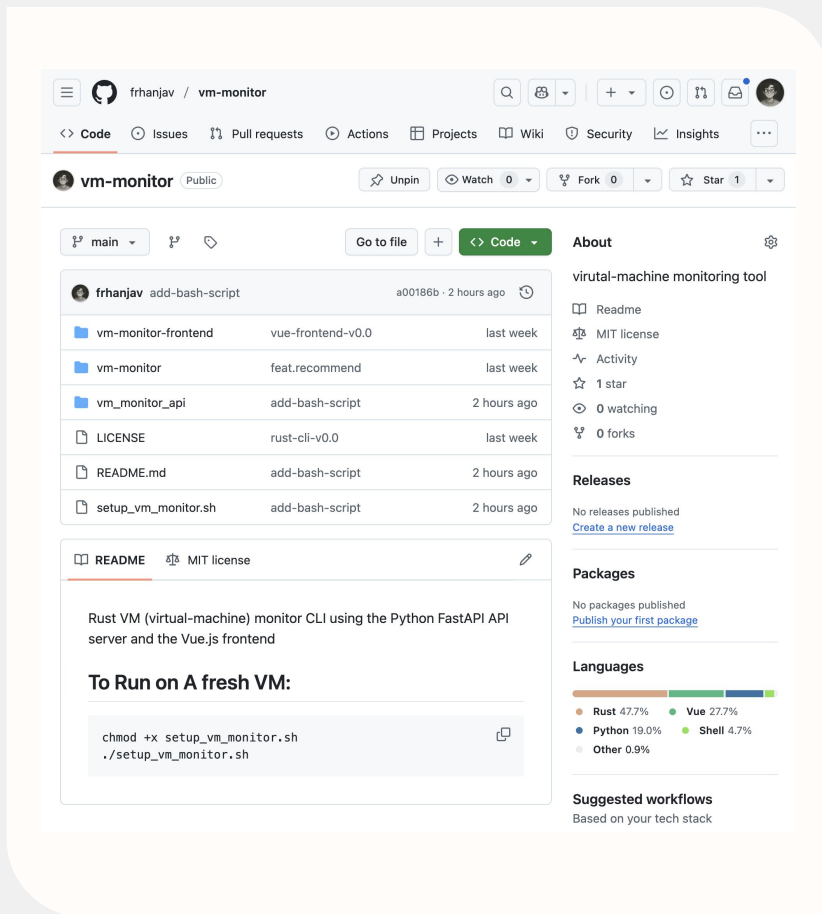 frhanjav / vm-monitor
Code Issues Pull requests Actions Projects Wiki Security Insights
vm-monitor Public Unpin Watch 0 Fork 0 Star 1
main Go to file + Code
frhanjav add-bash-script a00186b · 2 hours ago
vm-monitor-frontend vue-frontend-v0.0 last week
vm-monitor feat.recommend last week
vm_monitor_api add-bash-script 2 hours ago
LICENSE rust-cli-v0.0 last week
README.md add-bash-script 2 hours ago
setup_vm_monitor.sh add-bash-script 2 hours ago
README MIT license
Rust VM (virtual-machine) monitor CLI using the Python FastAPI API
server and the Vue.js frontend
To Run on A fresh VM:
chmod +x setup_vm_monitor.sh
./setup_vm_monitor.sh
About
virutal-machine monitoring tool
Readme
MIT license
Activity
1 star
0 watching
0 forks
Releases
No releases published
Create a new release
Packages
No packages published
Publish your first package
Languages
Rust 47.7% Vue 27.7%
Python 19.0% Shell 4.7%
Other 0.9%
Suggested workflows
Based on your tech stack